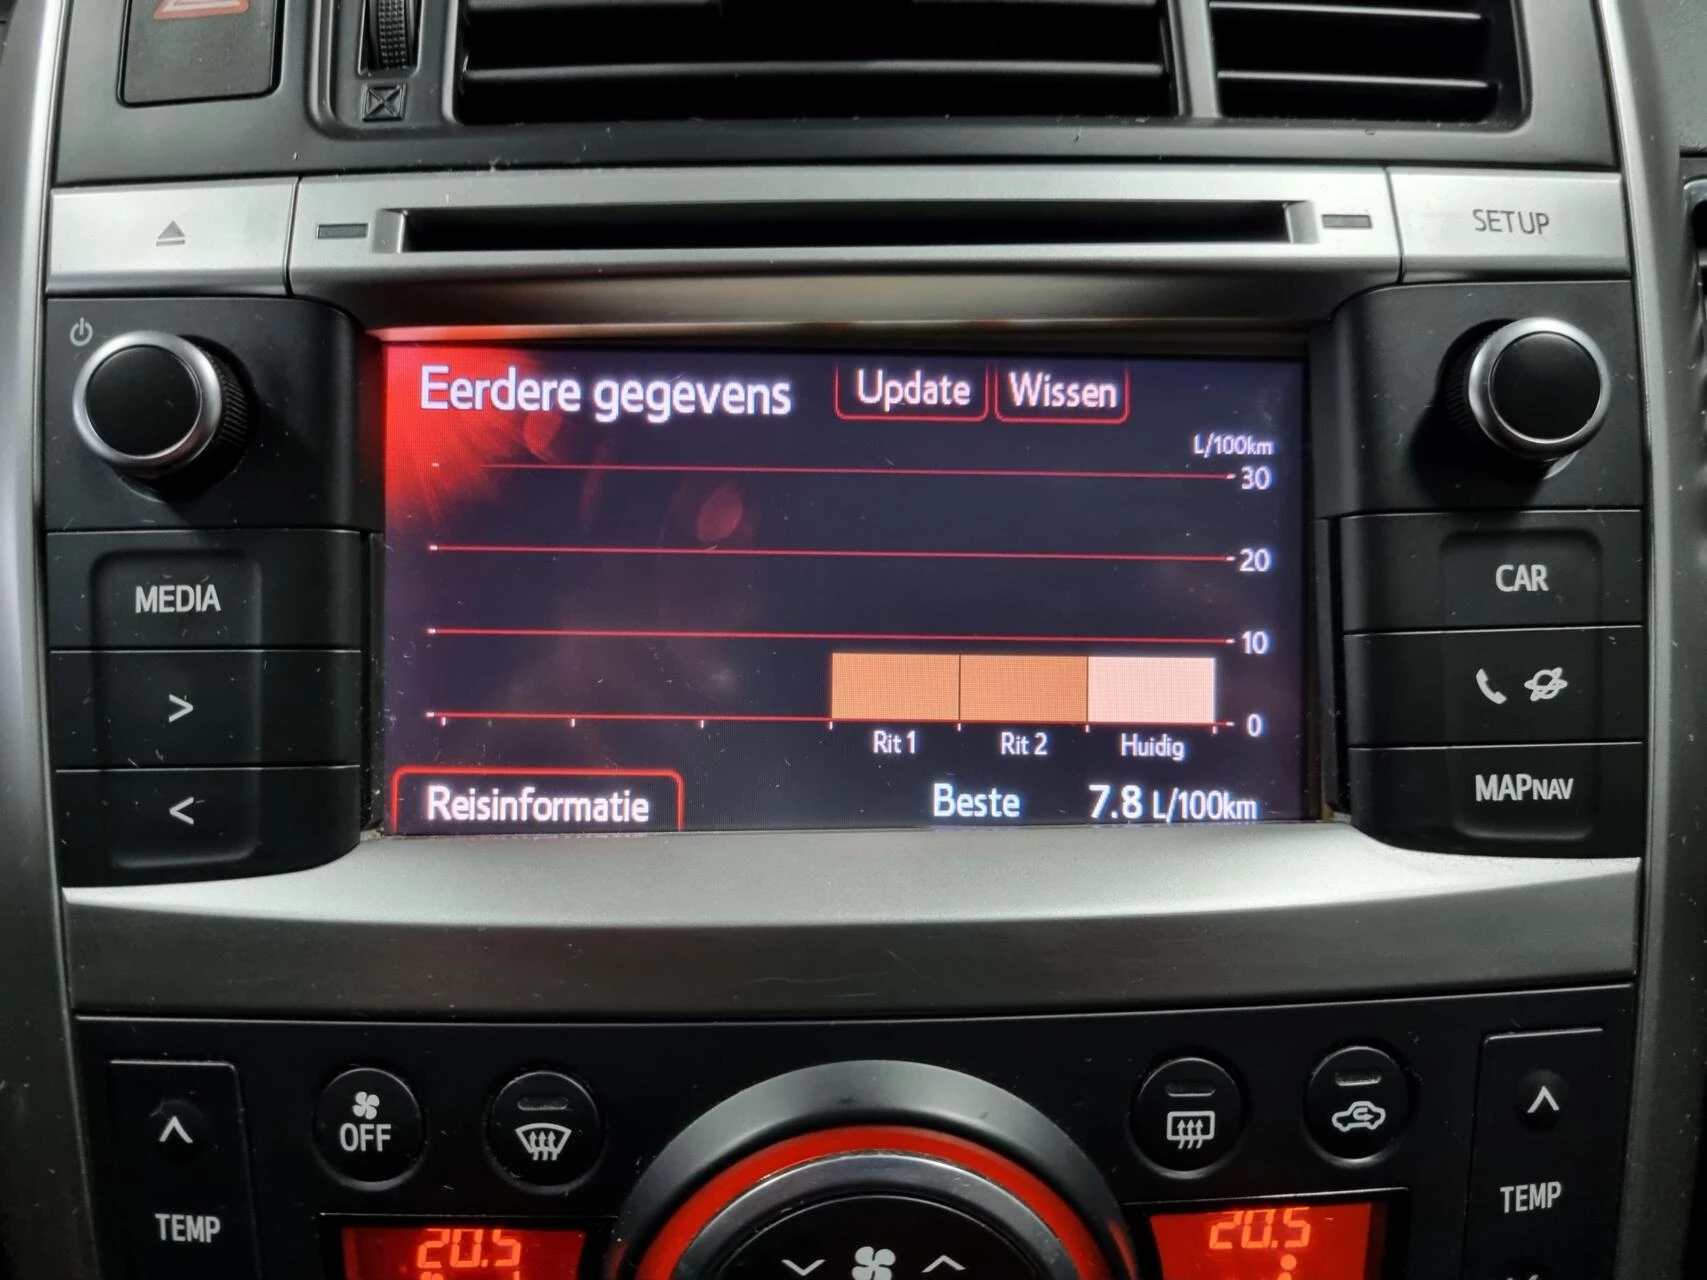 SETUP
Eerdere gegevens Update Wissen
L/100km
30
20
10
0
Rit 1 Rit 2 Huidig
Reisinformatie Beste 7.8 L/100km
MEDIA
>
<
CAR
MAPNAV
OFF
TEMP
20.5
20.5
TEMP